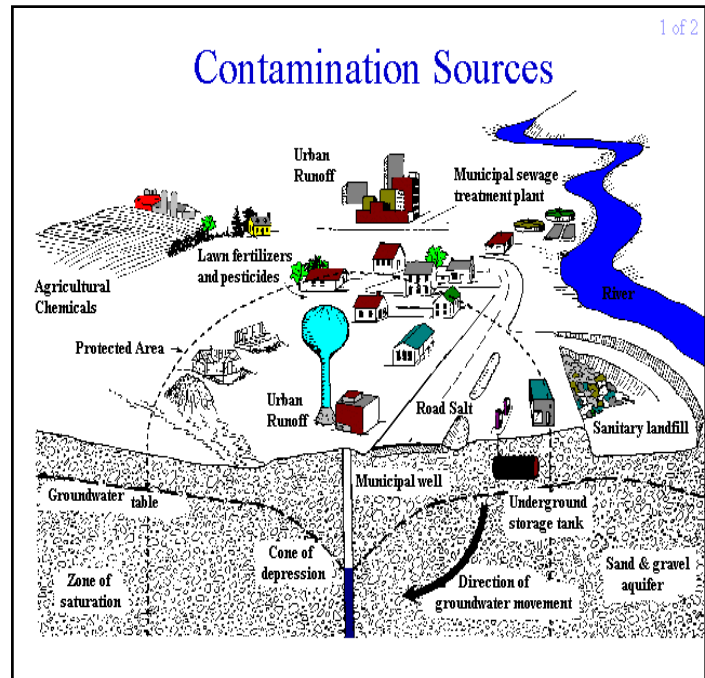 1 of 2
Contamination Sources
Urban
Runoff
Municipal sewage
treatment plant
Lawn fertilizers
and pesticides
Agricultural
Chemicals
River
Protected Area
Urban
Runoff
Road Salt
Sanitary landfill
Municipal well
Groundwater table
Underground
storage tank
Cone of
depression
Sand & gravel
aquifer
Zone of
saturation
Direction of
groundwater movement